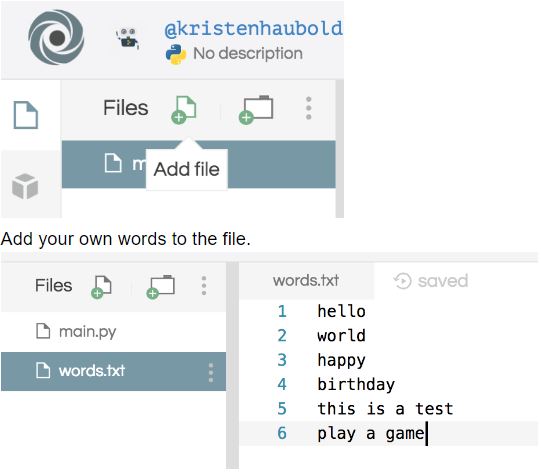 @kristenhaubold
No description
Files
m
Add file
Add your own words to the file.
Files
words.txt saved
main.py
1 hello
2 world
words.txt
3 happy
4 birthday
5 this is a test
6 play a game